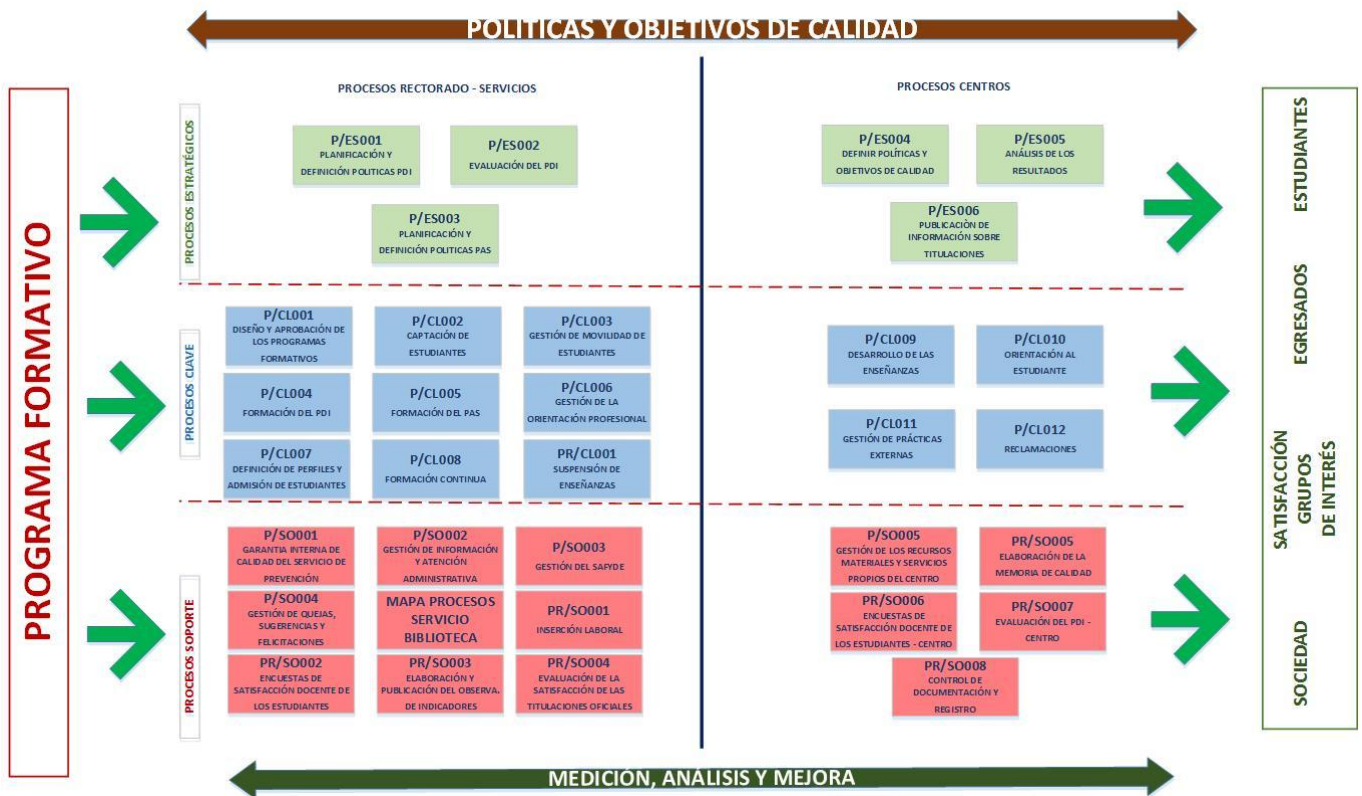 POLÍTICAS Y OBJETIVOS DE CALIDAD
PROGRAMA FORMATIVO
PROCESOS RECTORADO - SERVICIOS
PROCESOS CENTROS
PROCESOS ESTRATÉGICOS
P/ES001
PLANIFICACIÓN Y
DEFINICIÓN POLITICAS PDI
P/ES002
EVALUACIÓN DEL PDI
P/ES003
PLANIFICACIÓN Y
DEFINICIÓN POLITICAS PAS
P/ES004
DEFINIR POLÍTICAS Y
OBJETIVOS DE CALIDAD
P/ES005
ANÁLISIS DE LOS
RESULTADOS
P/ES006
PUBLICACIÒN DE
INFORMACIÓN SOBRE
TITULACIONES
PROCESOS CLAVE
P/CL001
DISEÑO Y APROBACIÓN DE
LOS PROGRAMAS
FORMATIVOS
P/CL002
CAPTACIÓN DE
ESTUDIANTES
P/CL003
GESTIÓN DE MOVILIDAD DE
ESTUDIANTES
P/CL004
FORMACIÓN DEL PDI
P/CL005
FORMACIÓN DEL PAS
P/CL006
GESTIÓN DE LA
ORIENTACIÓN PROFESIONAL
P/CL007
DEFINICIÓN DE PERFILES Y
ADMISIÓN DE ESTUDIANTES
P/CL008
FORMACIÓN CONTINUA
PR/CL001
SUSPENSIÓN DE
ENSEÑANZAS
P/CL009
DESARROLLO DE LAS
ENSEÑANZAS
P/CL010
ORIENTACIÓN AL
ESTUDIANTE
P/CL011
GESTIÓN DE PRÁCTICAS
EXTERNAS
P/CL012
RECLAMACIONES
PROCESOS SOPORTE
P/SO001
GARANTIA INTERNA DE
CALIDAD DEL SERVICIO DE
PREVENCIÓN
P/SO002
GESTIÓN DE INFORMACIÓN
Y ATENCIÓN
ADMINISTRATIVA
P/SO003
GESTIÓN DEL SAFYDE
P/SO004
GESTIÓN DE QUEJAS,
SUGERENCIAS Y
FELICITACIONES
MAPA PROCESOS
SERVICIO
BIBLIOTECA
PR/SO001
INSERCIÓN LABORAL
PR/SO002
ENCUESTAS DE
SATISFACCIÓN DOCENTE DE
LOS ESTUDIANTES
PR/SO003
ELABORACIÓN Y
PUBLICACIÓN DEL OBSERVA.
DE INDICADORES
PR/SO004
EVALUACIÓN DE LA
SATISFACCIÓN DE LAS
TITULACIONES OFICIALES
P/SO005
GESTIÓN DE LOS RECURSOS
MATERIALES Y SERVICIOS
PROPIOS DEL CENTRO
PR/SO005
ELABORACIÓN DE LA
MEMORIA DE CALIDAD
PR/SO006
ENCUESTAS DE
SATISFACCIÓN DOCENTE DE
LOS ESTUDIANTES - CENTRO
PR/SO007
EVALUACIÓN DEL PDI -
CENTRO
PR/SO008
CONTROL DE
DOCUMENTACIÓN Y
REGISTRO
ESTUDIANTES
EGRESADOS
SATISFACCIÓN
GRUPOS
DE INTERÉS
SOCIEDAD
MEDICIÓN, ANÁLISIS Y MEJORA